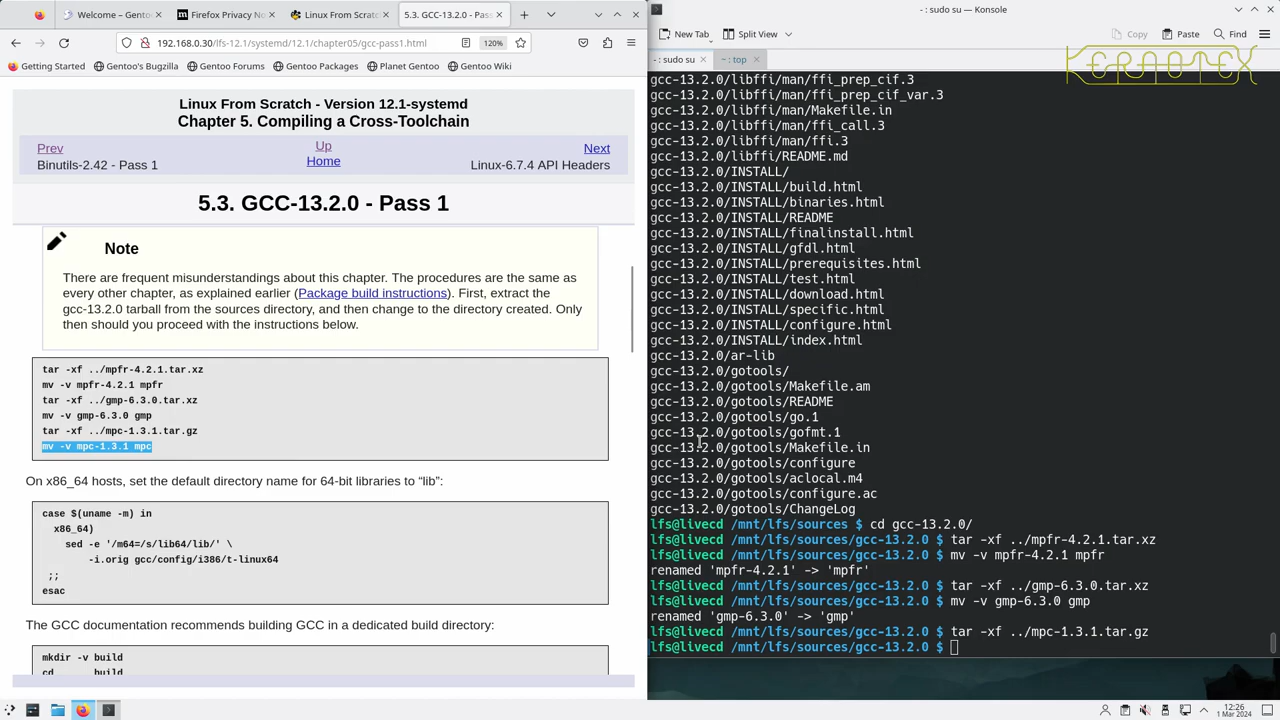 Welcome – Gento
Firefox Privacy No
Linux From Scratch
5.3. GCC-13.2.0 - Pass
192.168.0.30/lfs-12.1/systemd/12.1/chapter05/gcc-pass1.html
120%
Getting Started
Gentoo's Bugzilla
Gentoo Forums
Gentoo Packages
Planet Gentoo
Gentoo Wiki
Linux From Scratch - Version 12.1-systemd
Chapter 5. Compiling a Cross-Toolchain
Prev
Up
Next
Binutils-2.42 - Pass 1
Home
Linux-6.7.4 API Headers
5.3. GCC-13.2.0 - Pass 1
Note
There are frequent misunderstandings about this chapter. The procedures are the same as
every other chapter, as explained earlier (Package build instructions). First, extract the
gcc-13.2.0 tarball from the sources directory, and then change to the directory created. Only
then should you proceed with the instructions below.
tar -xf ../mpfr-4.2.1.tar.xz
mv -v mpfr-4.2.1 mpfr
tar -xf ../gmp-6.3.0.tar.xz
mv -v gmp-6.3.0 gmp
tar -xf ../mpc-1.3.1.tar.gz
mv -v mpc-1.3.1 mpc
On x86_64 hosts, set the default directory name for 64-bit libraries to “lib”:
case $(uname -m) in
x86_64)
sed -e '/m64=/s/lib64/lib/' \
-i.orig gcc/config/i386/t-linux64
;;
esac
The GCC documentation recommends building GCC in a dedicated build directory:
mkdir -v build
cd build
- : sudo su — Konsole
New Tab
Split View
Copy
Paste
Find
- : sudo su
~ : top
KERNOTEX
gcc-13.2.0/libffi/man/ffi_prep_cif.3
gcc-13.2.0/libffi/man/ffi_prep_cif_var.3
gcc-13.2.0/libffi/man/Makefile.in
gcc-13.2.0/libffi/man/ffi_call.3
gcc-13.2.0/libffi/man/ffi.3
gcc-13.2.0/libffi/README.md
gcc-13.2.0/INSTALL/
gcc-13.2.0/INSTALL/build.html
gcc-13.2.0/INSTALL/binaries.html
gcc-13.2.0/INSTALL/README
gcc-13.2.0/INSTALL/finalinstall.html
gcc-13.2.0/INSTALL/gfdl.html
gcc-13.2.0/INSTALL/prerequisites.html
gcc-13.2.0/INSTALL/test.html
gcc-13.2.0/INSTALL/download.html
gcc-13.2.0/INSTALL/specific.html
gcc-13.2.0/INSTALL/configure.html
gcc-13.2.0/INSTALL/index.html
gcc-13.2.0/ar-lib
gcc-13.2.0/gotools/
gcc-13.2.0/gotools/Makefile.am
gcc-13.2.0/gotools/README
gcc-13.2.0/gotools/go.1
gcc-13.2.0/gotools/gofmt.1
gcc-13.2.0/gotools/Makefile.in
gcc-13.2.0/gotools/configure
gcc-13.2.0/gotools/aclocal.m4
gcc-13.2.0/gotools/configure.ac
gcc-13.2.0/gotools/ChangeLog
lfs@livecd /mnt/lfs/sources $ cd gcc-13.2.0/
lfs@livecd /mnt/lfs/sources/gcc-13.2.0 $ tar -xf ../mpfr-4.2.1.tar.xz
lfs@livecd /mnt/lfs/sources/gcc-13.2.0 $ mv -v mpfr-4.2.1 mpfr
renamed 'mpfr-4.2.1' -> 'mpfr'
lfs@livecd /mnt/lfs/sources/gcc-13.2.0 $ tar -xf ../gmp-6.3.0.tar.xz
lfs@livecd /mnt/lfs/sources/gcc-13.2.0 $ mv -v gmp-6.3.0 gmp
renamed 'gmp-6.3.0' -> 'gmp'
lfs@livecd /mnt/lfs/sources/gcc-13.2.0 $ tar -xf ../mpc-1.3.1.tar.gz
lfs@livecd /mnt/lfs/sources/gcc-13.2.0 $
12:26
1 Mar 2024